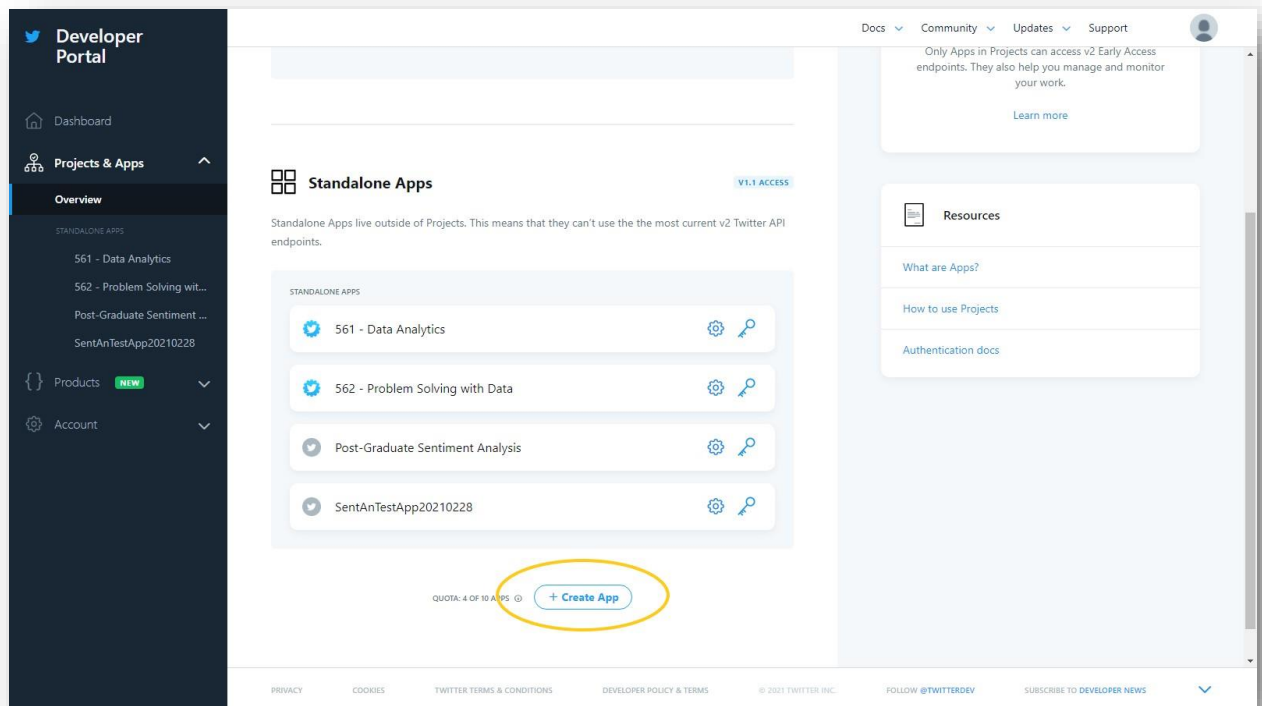 Developer
Portal
Dashboard
Projects & Apps
Overview
STANDALONE APPS
561 - Data Analytics
562 - Problem Solving wit...
Post-Graduate Sentiment ...
SentAnTestApp20210228
{ } Products NEW
Account
Docs Community Updates Support
Only Apps in Projects can access v2 Early Access
endpoints. They also help you manage and monitor
your work.
Learn more
Standalone Apps V1.1 ACCESS
Standalone Apps live outside of Projects. This means that they can't use the the most current v2 Twitter API
endpoints.
STANDALONE APPS
561 - Data Analytics
562 - Problem Solving with Data
Post-Graduate Sentiment Analysis
SentAnTestApp20210228
QUOTA: 4 OF 10 APPS + Create App
Resources
What are Apps?
How to use Projects
Authentication docs
PRIVACY COOKIES TWITTER TERMS & CONDITIONS DEVELOPER POLICY & TERMS © 2021 TWITTER INC. FOLLOW @TWITTERDEV SUBSCRIBE TO DEVELOPER NEWS